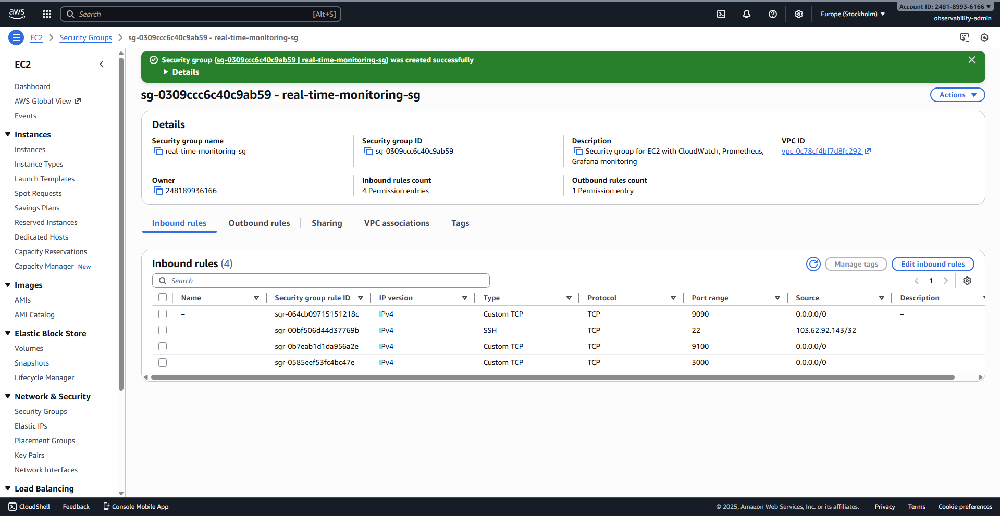 aws
Search [Alt+S]
Europe (Stockholm)
Account ID: 2481-8993-6166
observability-admin
EC2 Security Groups sg-0309ccc6c40c9ab59 - real-time-monitoring-sg
EC2
Dashboard
AWS Global View
Events
Instances
Instances
Instance Types
Launch Templates
Spot Requests
Savings Plans
Reserved Instances
Dedicated Hosts
Capacity Reservations
Capacity Manager New
Images
AMIs
AMI Catalog
Elastic Block Store
Volumes
Snapshots
Lifecycle Manager
Network & Security
Security Groups
Elastic IPs
Placement Groups
Key Pairs
Network Interfaces
Load Balancing
Security group (sg-0309ccc6c40c9ab59 | real-time-monitoring-sg) was created successfully
Details
sg-0309ccc6c40c9ab59 - real-time-monitoring-sg
Actions
Details
Security group name
real-time-monitoring-sg
Security group ID
sg-0309ccc6c40c9ab59
Description
Security group for EC2 with CloudWatch, Prometheus,
Grafana monitoring
VPC ID
vpc-0c78cf4bf7d8fc292
Owner
248189936166
Inbound rules count
4 Permission entries
Outbound rules count
1 Permission entry
Inbound rules Outbound rules Sharing VPC associations Tags
Inbound rules (4)
Manage tags Edit inbound rules
Search
1
Name Security group rule ID IP version Type Protocol Port range Source Description
– sgr-064cb09715151218c IPv4 Custom TCP TCP 9090 0.0.0.0/0 –
– sgr-00bf506d44d37769b IPv4 SSH TCP 22 103.62.92.143/32 –
– sgr-0b7eab1d1da956a2e IPv4 Custom TCP TCP 9100 0.0.0.0/0 –
– sgr-0585eef53fc4bc47e IPv4 Custom TCP TCP 3000 0.0.0.0/0 –
CloudShell Feedback Console Mobile App
© 2025, Amazon Web Services, Inc. or its affiliates. Privacy Terms Cookie preferences